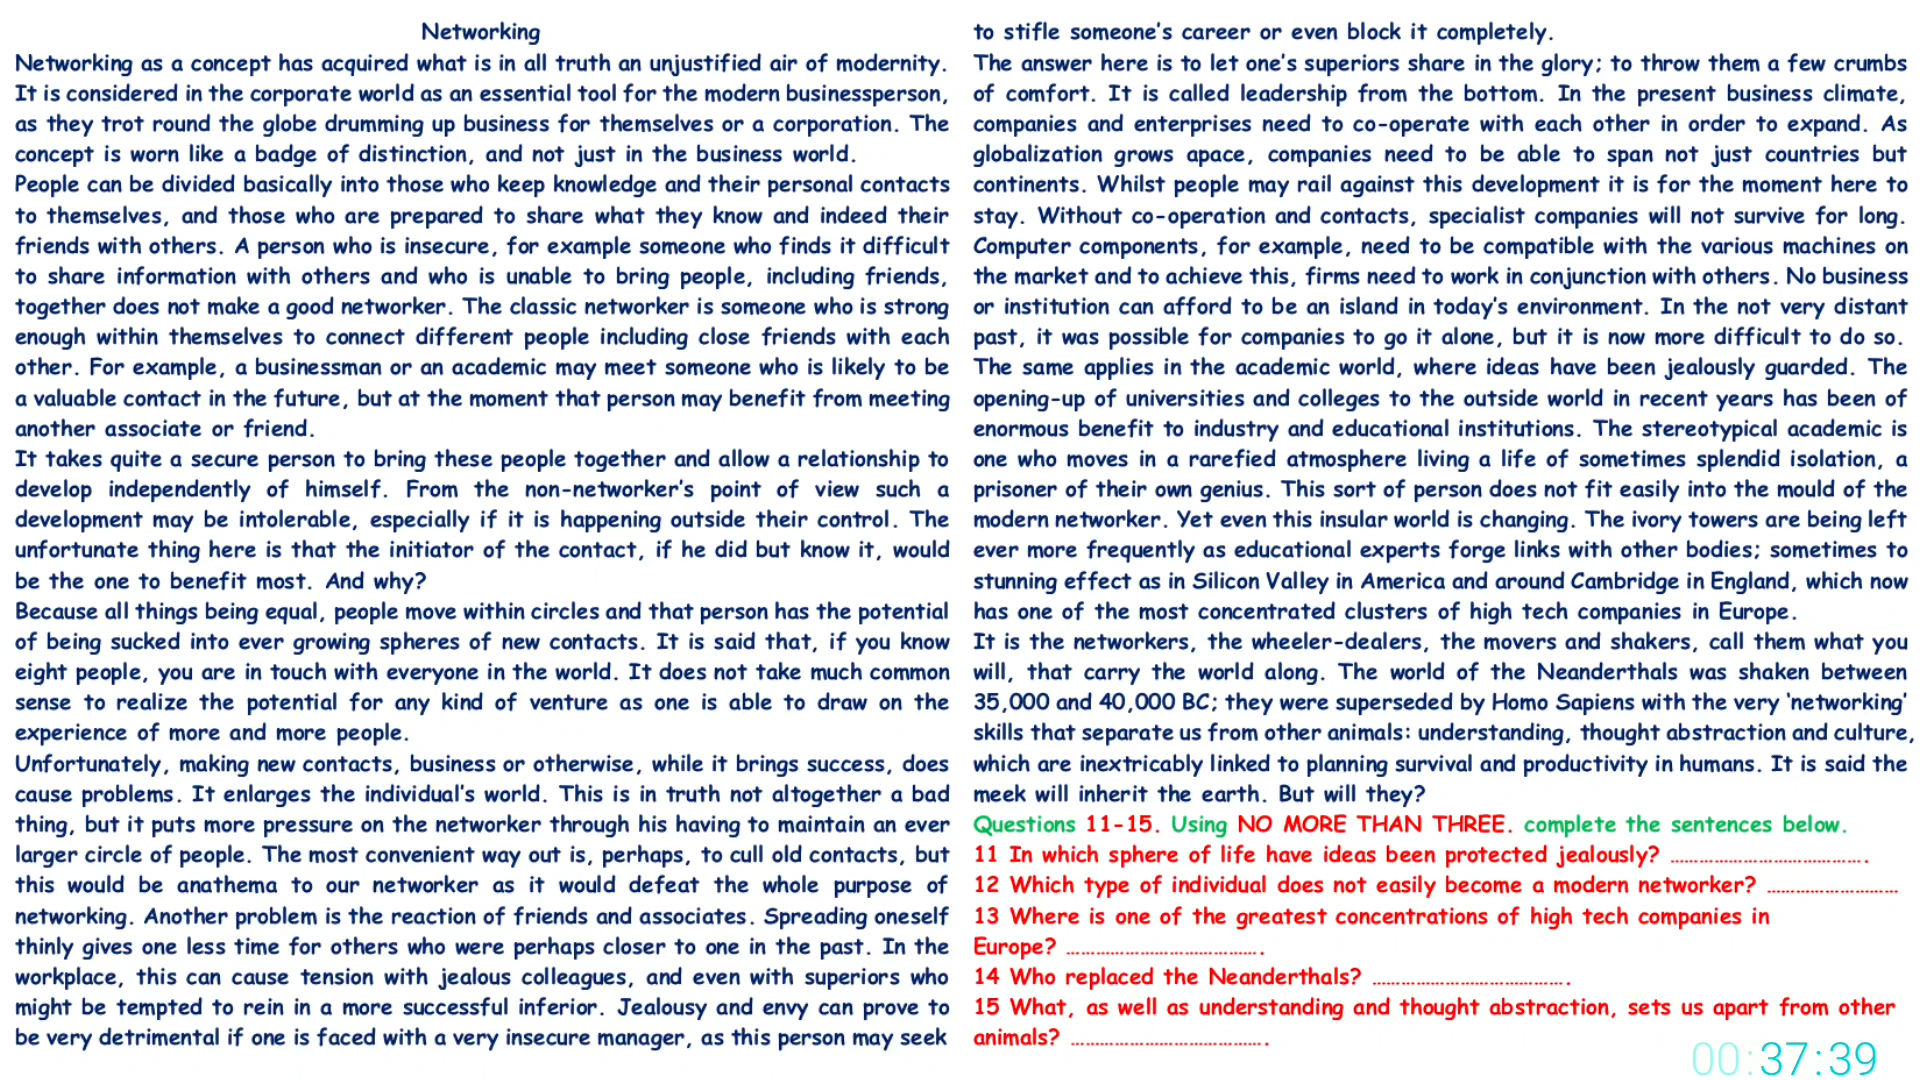 Networking
Networking as a concept has acquired what is in all truth an unjustified air of modernity.
It is considered in the corporate world as an essential tool for the modern businessperson,
as they trot round the globe drumming up business for themselves or a corporation. The
concept is worn like a badge of distinction, and not just in the business world.
People can be divided basically into those who keep knowledge and their personal contacts
to themselves, and those who are prepared to share what they know and indeed their
friends with others. A person who is insecure, for example someone who finds it difficult
to share information with others and who is unable to bring people, including friends,
together does not make a good networker. The classic networker is someone who is strong
enough within themselves to connect different people including close friends with each
other. For example, a businessman or an academic may meet someone who is likely to be
a valuable contact in the future, but at the moment that person may benefit from meeting
another associate or friend.
It takes quite a secure person to bring these people together and allow a relationship to
develop independently of himself. From the non-networker's point of view such a
development may be intolerable, especially if it is happening outside their control. The
unfortunate thing here is that the initiator of the contact, if he did but know it, would
be the one to benefit most. And why?
Because all things being equal, people move within circles and that person has the potential
of being sucked into ever growing spheres of new contacts. It is said that, if you know
eight people, you are in touch with everyone in the world. It does not take much common
sense to realize the potential for any kind of venture as one is able to draw on the
experience of more and more people.
Unfortunately, making new contacts, business or otherwise, while it brings success, does
cause problems. It enlarges the individual's world. This is in truth not altogether a bad
thing, but it puts more pressure on the networker through his having to maintain an ever
larger circle of people. The most convenient way out is, perhaps, to cull old contacts, but
this would be anathema to our networker as it would defeat the whole purpose of
networking. Another problem is the reaction of friends and associates. Spreading oneself
thinly gives one less time for others who were perhaps closer to one in the past. In the
workplace, this can cause tension with jealous colleagues, and even with superiors who
might be tempted to rein in a more successful inferior. Jealousy and envy can prove to
be very detrimental if one is faced with a very insecure manager, as this person may seek
to stifle someone's career or even block it completely.
The answer here is to let one's superiors share in the glory; to throw them a few crumbs
of comfort. It is called leadership from the bottom. In the present business climate,
companies and enterprises need to co-operate with each other in order to expand. As
globalization grows apace, companies need to be able to span not just countries but
continents. Whilst people may rail against this development it is for the moment here to
stay. Without co-operation and contacts, specialist companies will not survive for long.
Computer components, for example, need to be compatible with the various machines on
the market and to achieve this, firms need to work in conjunction with others. No business
or institution can afford to be an island in today's environment. In the not very distant
past, it was possible for companies to go it alone, but it is now more difficult to do so.
The same applies in the academic world, where ideas have been jealously guarded. The
opening-up of universities and colleges to the outside world in recent years has been of
enormous benefit to industry and educational institutions. The stereotypical academic is
one who moves in a rarefied atmosphere living a life of sometimes splendid isolation, a
prisoner of their own genius. This sort of person does not fit easily into the mould of the
modern networker. Yet even this insular world is changing. The ivory towers are being left
ever more frequently as educational experts forge links with other bodies; sometimes to
stunning effect as in Silicon Valley in America and around Cambridge in England, which now
has one of the most concentrated clusters of high tech companies in Europe.
It is the networkers, the wheeler-dealers, the movers and shakers, call them what you
will, that carry the world along. The world of the Neanderthals was shaken between
35,000 and 40,000 BC; they were superseded by Homo Sapiens with the very 'networking'
skills that separate us from other animals: understanding, thought abstraction and culture,
which are inextricably linked to planning survival and productivity in humans. It is said the
meek will inherit the earth. But will they?
Questions 11-15. Using NO MORE THAN THREE. complete the sentences below.
11 In which sphere of life have ideas been protected jealously? ........................................
12 Which type of individual does not easily become a modern networker? ...........................
13 Where is one of the greatest concentrations of high tech companies in
Europe? ........................................
14 Who replaced the Neanderthals? ........................................
15 What, as well as understanding and thought abstraction, sets us apart from other
animals? ........................................
00:37:39